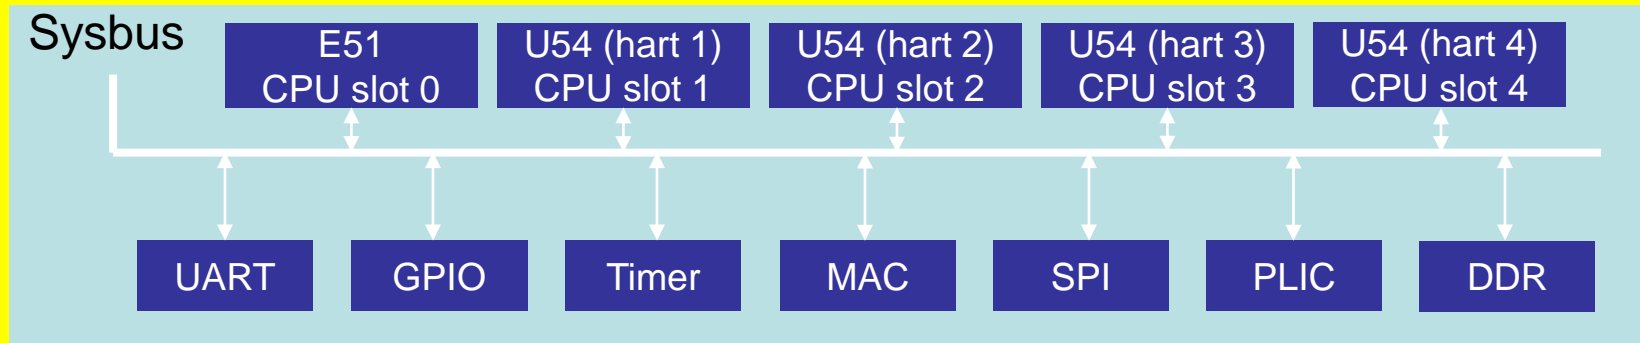 Sysbus
E51
CPU slot 0
U54 (hart 1)
CPU slot 1
U54 (hart 2)
CPU slot 2
U54 (hart 3)
CPU slot 3
U54 (hart 4)
CPU slot 4
UART
GPIO
Timer
MAC
SPI
PLIC
DDR